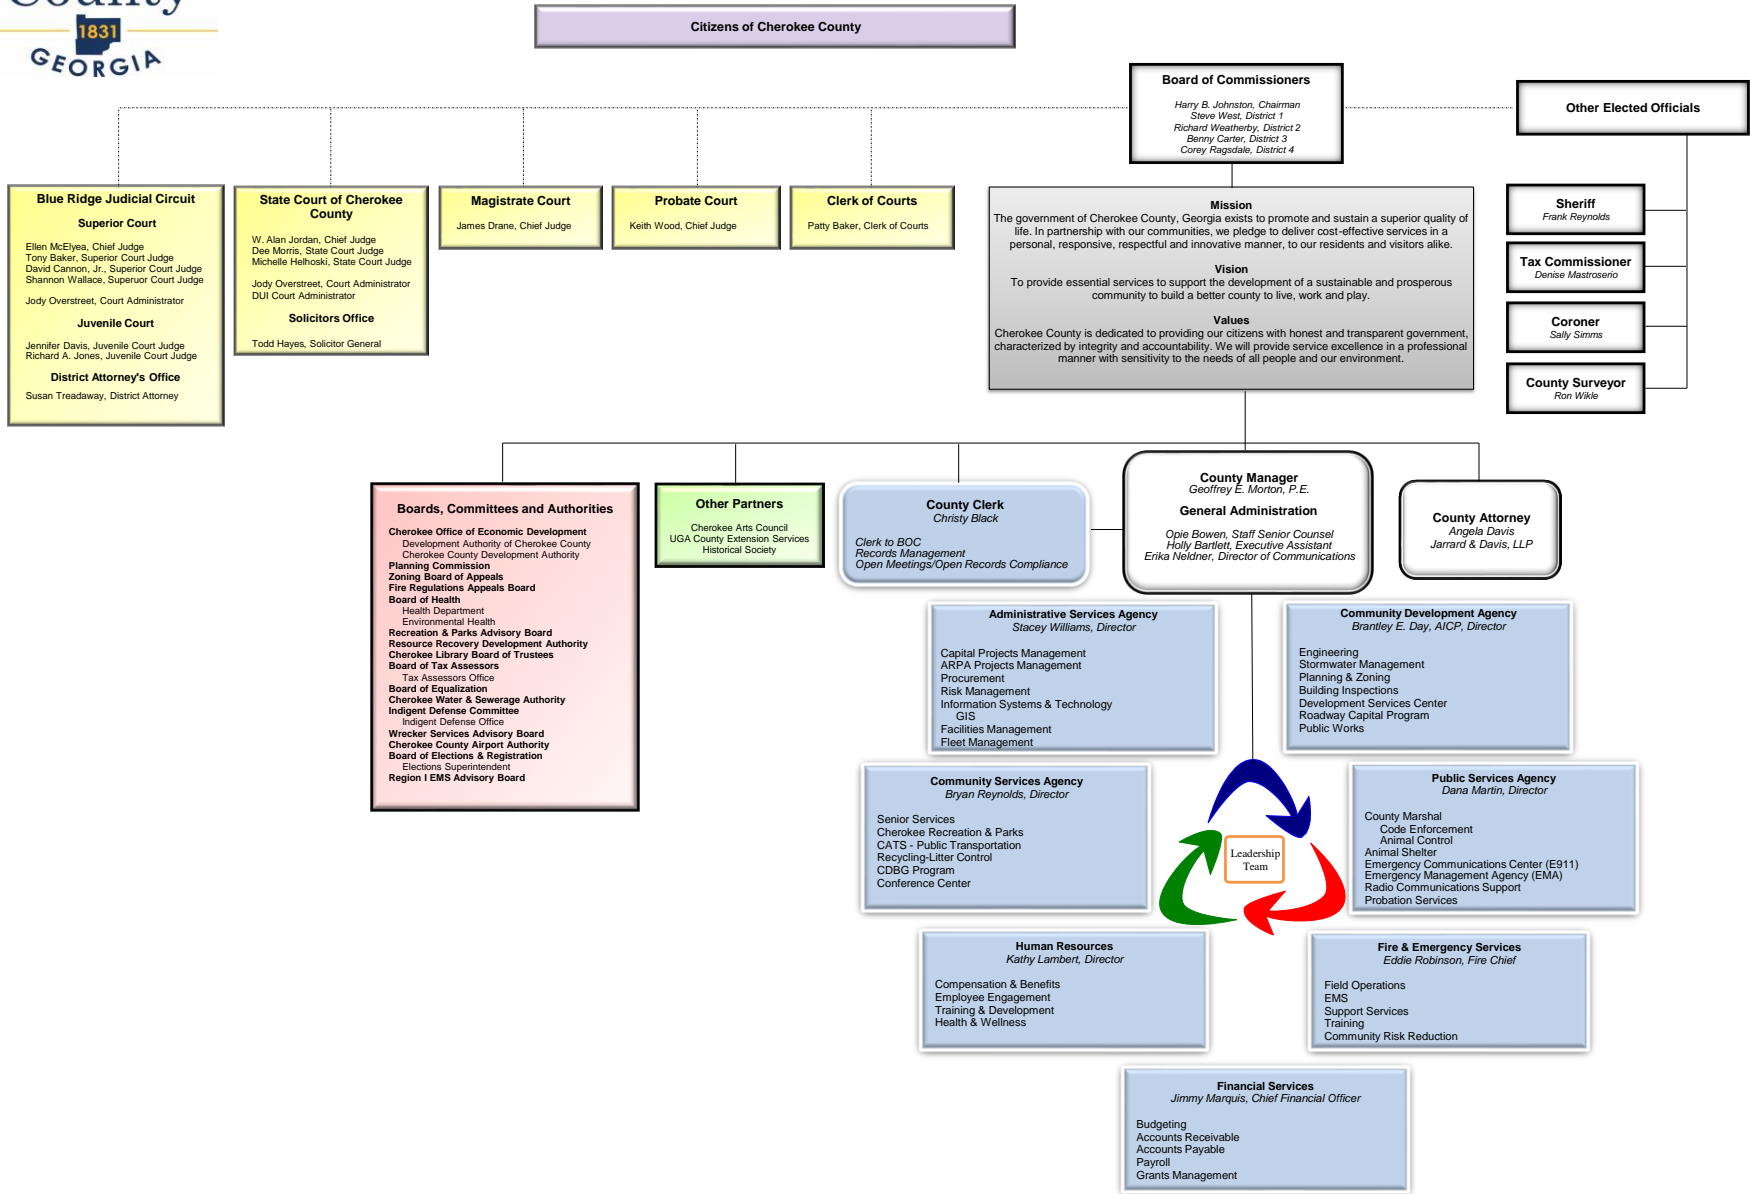 County
1831
GEORGIA
Citizens of Cherokee County
Board of Commissioners
Harry B. Johnston, Chairman
Steve West, District 1
Richard Weatherby, District 2
Benny Carter, District 3
Corey Ragsdale, District 4
Other Elected Officials
Blue Ridge Judicial Circuit
Superior Court
Ellen McElyea, Chief Judge
Tony Baker, Superior Court Judge
David Cannon, Jr., Superior Court Judge
Shannon Wallace, Superuor Court Judge
Jody Overstreet, Court Administrator
Juvenile Court
Jennifer Davis, Juvenile Court Judge
Richard A. Jones, Juvenile Court Judge
District Attorney's Office
Susan Treadaway, District Attorney
State Court of Cherokee
County
W. Alan Jordan, Chief Judge
Dee Morris, State Court Judge
Michelle Helhoski, State Court Judge
Jody Overstreet, Court Administrator
DUI Court Administrator
Solicitors Office
Todd Hayes, Solicitor General
Magistrate Court
James Drane, Chief Judge
Probate Court
Keith Wood, Chief Judge
Clerk of Courts
Patty Baker, Clerk of Courts
Mission
The government of Cherokee County, Georgia exists to promote and sustain a superior quality of
life. In partnership with our communities, we pledge to deliver cost-effective services in a
personal, responsive, respectful and innovative manner, to our residents and visitors alike.
Vision
To provide essential services to support the development of a sustainable and prosperous
community to build a better county to live, work and play.
Values
Cherokee County is dedicated to providing our citizens with honest and transparent government,
characterized by integrity and accountability. We will provide service excellence in a professional
manner with sensitivity to the needs of all people and our environment.
Sheriff
Frank Reynolds
Tax Commissioner
Denise Mastroserio
Coroner
Sally Simms
County Surveyor
Ron Wikle
Boards, Committees and Authorities
Cherokee Office of Economic Development
Development Authority of Cherokee County
Cherokee County Development Authority
Planning Commission
Zoning Board of Appeals
Fire Regulations Appeals Board
Board of Health
Health Department
Environmental Health
Recreation & Parks Advisory Board
Resource Recovery Development Authority
Cherokee Library Board of Trustees
Board of Tax Assessors
Tax Assessors Office
Board of Equalization
Cherokee Water & Sewerage Authority
Indigent Defense Committee
Indigent Defense Office
Wrecker Services Advisory Board
Cherokee County Airport Authority
Board of Elections & Registration
Elections Superintendent
Region I EMS Advisory Board
Other Partners
Cherokee Arts Council
UGA County Extension Services
Historical Society
County Clerk
Christy Black
Clerk to BOC
Records Management
Open Meetings/Open Records Compliance
County Manager
Geoffrey E. Morton, P.E.
General Administration
Opie Bowen, Staff Senior Counsel
Holly Bartlett, Executive Assistant
Erika Neldner, Director of Communications
County Attorney
Angela Davis
Jarrard & Davis, LLP
Administrative Services Agency
Stacey Williams, Director
Capital Projects Management
ARPA Projects Management
Procurement
Risk Management
Information Systems & Technology
GIS
Facilities Management
Fleet Management
Community Development Agency
Brantley E. Day, AICP, Director
Engineering
Stormwater Management
Planning & Zoning
Building Inspections
Development Services Center
Roadway Capital Program
Public Works
Community Services Agency
Bryan Reynolds, Director
Senior Services
Cherokee Recreation & Parks
CATS - Public Transportation
Recycling-Litter Control
CDBG Program
Conference Center
Leadership
Team
Public Services Agency
Dana Martin, Director
County Marshal
Code Enforcement
Animal Control
Animal Shelter
Emergency Communications Center (E911)
Emergency Management Agency (EMA)
Radio Communications Support
Probation Services
Human Resources
Kathy Lambert, Director
Compensation & Benefits
Employee Engagement
Training & Development
Health & Wellness
Fire & Emergency Services
Eddie Robinson, Fire Chief
Field Operations
EMS
Support Services
Training
Community Risk Reduction
Financial Services
Jimmy Marquis, Chief Financial Officer
Budgeting
Accounts Receivable
Accounts Payable
Payroll
Grants Management